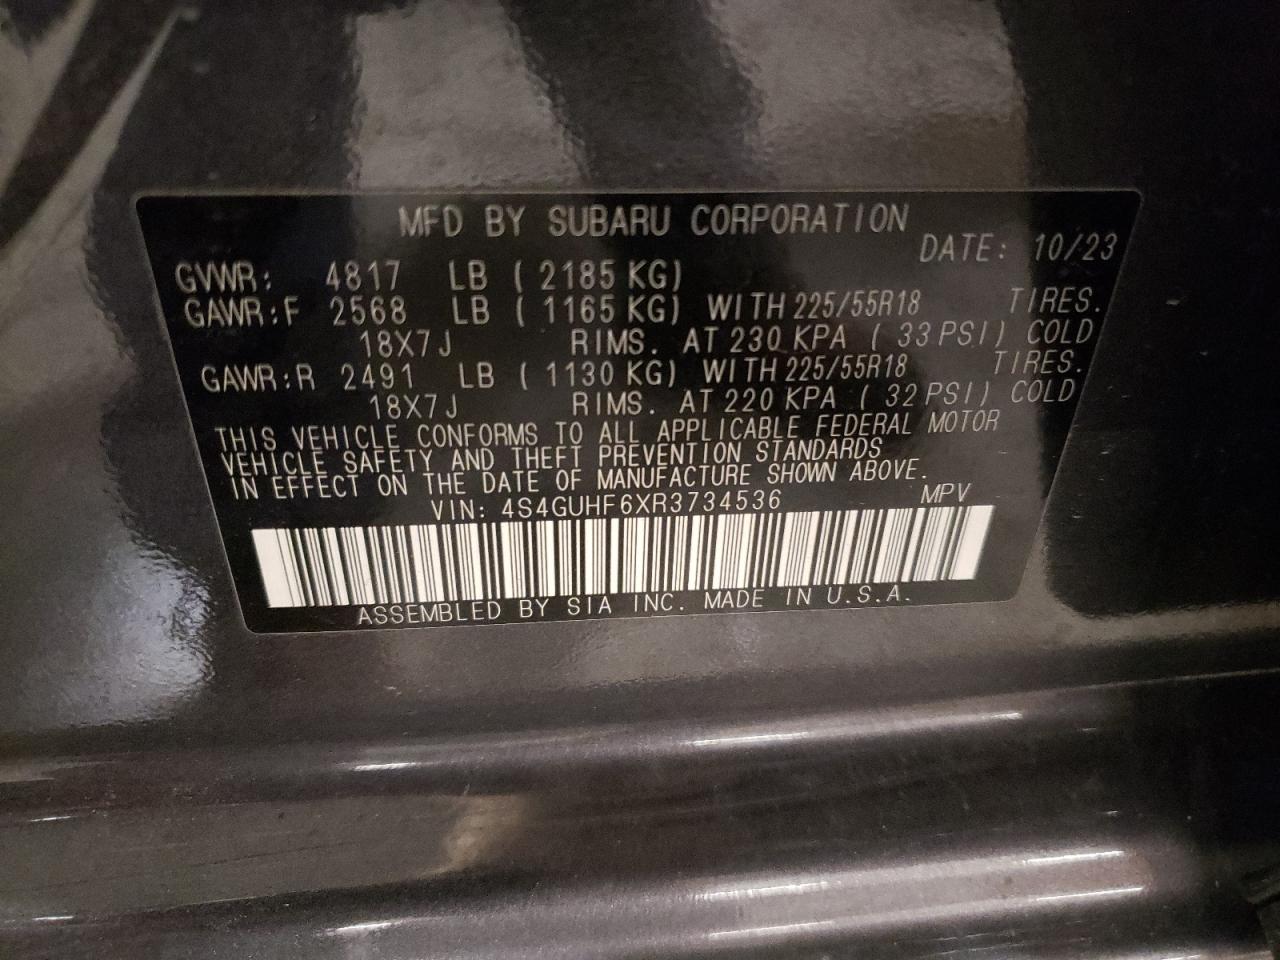 MFD BY SUBARU CORPORATION
DATE: 10/23
GVWR: 4817 LB ( 2185 KG)
GAWR:F 2568 LB ( 1165 KG) WITH 225/55R18 TIRES.
18X7J RIMS. AT 230 KPA ( 33 PSI) COLD
GAWR:R 2491 LB ( 1130 KG) WITH 225/55R18 TIRES.
18X7J RIMS. AT 220 KPA ( 32 PSI) COLD
THIS VEHICLE CONFORMS TO ALL APPLICABLE FEDERAL MOTOR
VEHICLE SAFETY AND THEFT PREVENTION STANDARDS
IN EFFECT ON THE DATE OF MANUFACTURE SHOWN ABOVE.
VIN: 4S4GUHF6XR3734536 MPV
ASSEMBLED BY SIA INC. MADE IN U.S.A.